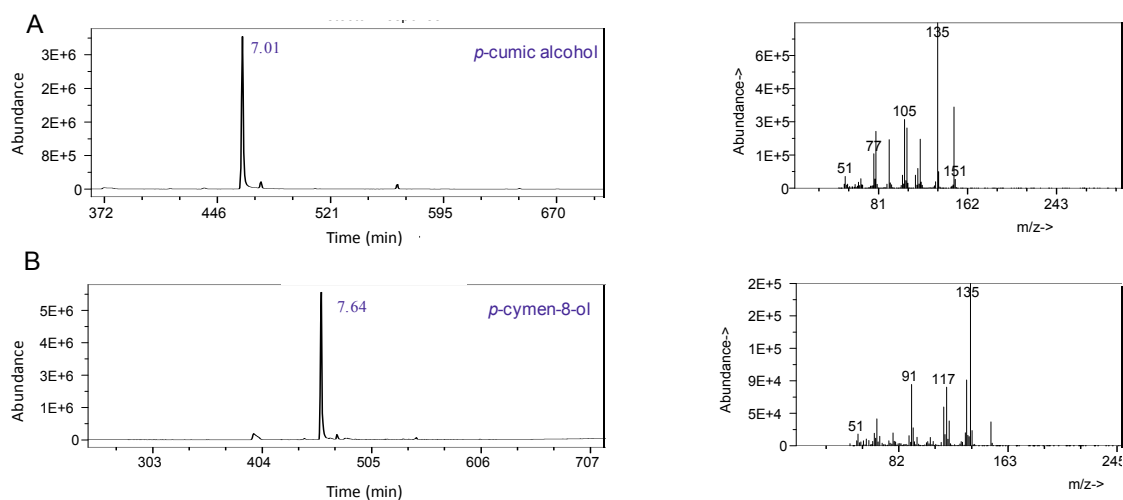 A
3E+6
2E+6
2E+6
8E+5
0
Abundance
7.01
p-cumic alcohol
372
446
521
595
670
Time (min)
6E+5
5E+5
3E+5
1E+5
0
Abundance->
51
77
105
135
151
81
162
243
m/z->
B
5E+6
4E+6
3E+6
1E+6
0
Abundance
7.64
p-cymen-8-ol
303
404
505
606
707
Time (min)
2E+5
1E+5
9E+4
5E+4
0
Abundance->
51
91
117
135
82
163
245
m/z->